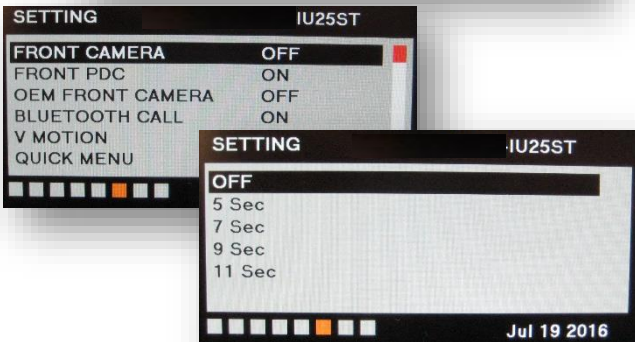 SETTING IU25ST
FRONT CAMERA OFF
FRONT PDC ON
OEM FRONT CAMERA OFF
BLUETOOTH CALL ON
V MOTION
QUICK MENU
SETTING -IU25ST
OFF
5 Sec
7 Sec
9 Sec
11 Sec
Jul 19 2016